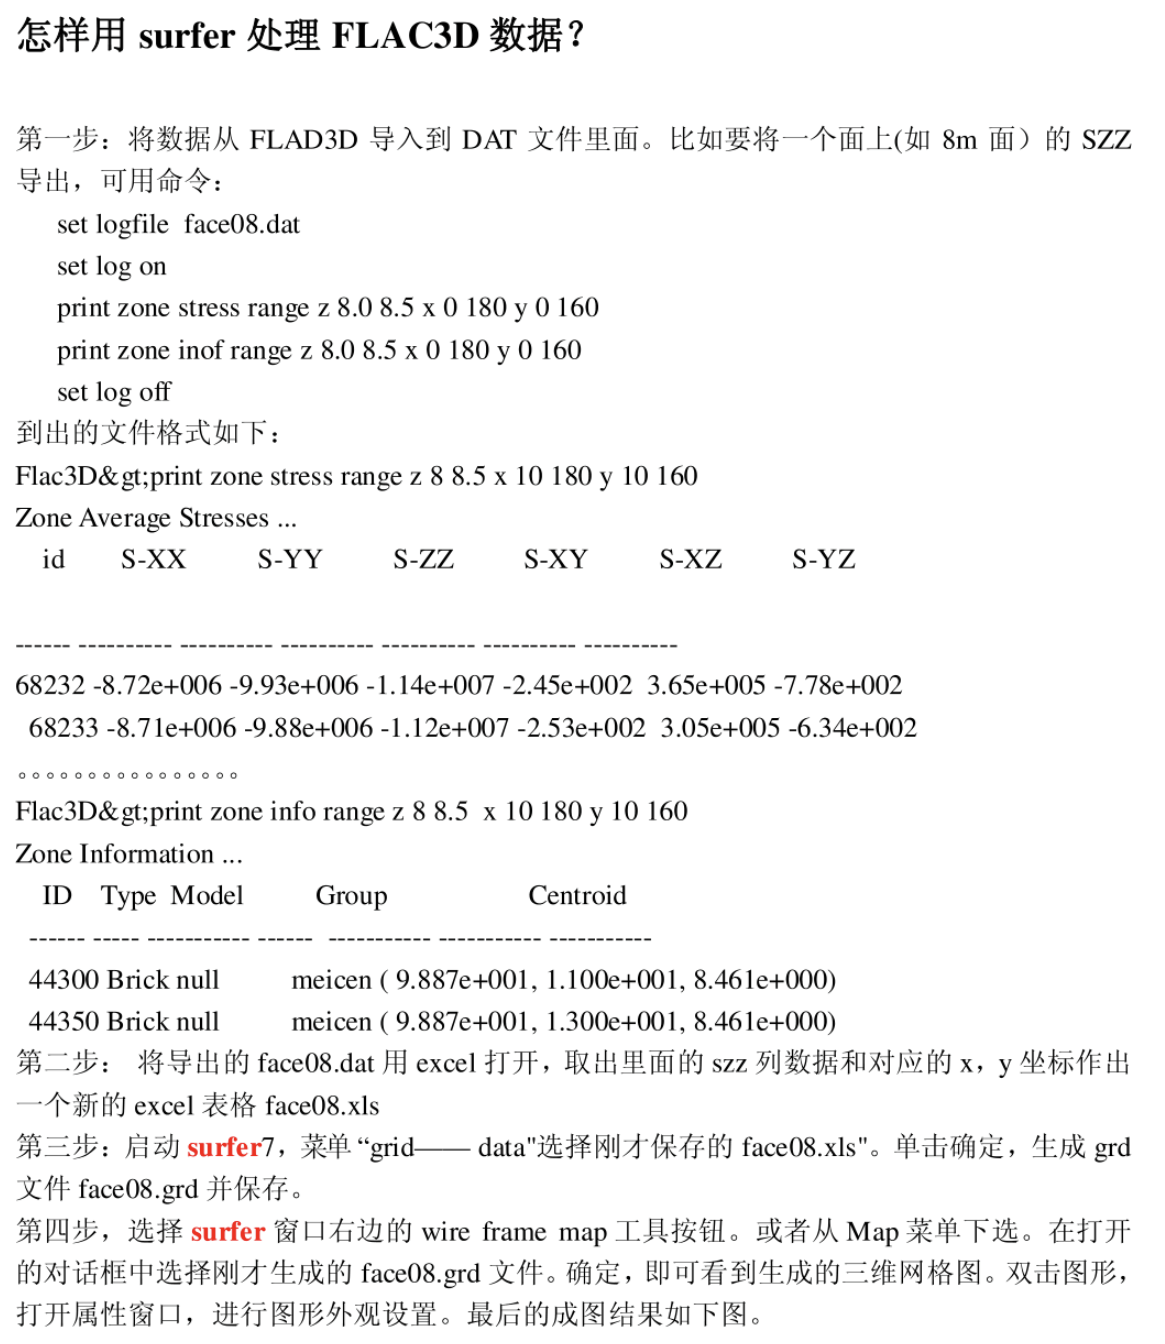 怎样用 surfer 处理 FLAC3D 数据？
第一步：将数据从 FLAD3D 导入到 DAT 文件里面。比如要将一个面上(如 8m 面）的 SZZ
导出，可用命令：
set logfile  face08.dat
set log on
print zone stress range z 8.0 8.5 x 0 180 y 0 160
print zone inof range z 8.0 8.5 x 0 180 y 0 160
set log off
到出的文件格式如下：
Flac3D&gt;print zone stress range z 8 8.5 x 10 180 y 10 160
Zone Average Stresses ...
id S-XX S-YY S-ZZ S-XY S-XZ S-YZ
------ ---------- ---------- ---------- ---------- ---------- ----------
68232 -8.72e+006 -9.93e+006 -1.14e+007 -2.45e+002  3.65e+005 -7.78e+002
68233 -8.71e+006 -9.88e+006 -1.12e+007 -2.53e+002  3.05e+005 -6.34e+002
。。。。。。。。。。。。。。。。
Flac3D&gt;print zone info range z 8 8.5  x 10 180 y 10 160
Zone Information ...
ID Type Model Group Centroid
------ ----- ----------- ------  ----------- ----------- -----------
44300 Brick null meicen ( 9.887e+001, 1.100e+001, 8.461e+000)
44350 Brick null meicen ( 9.887e+001, 1.300e+001, 8.461e+000)
第二步： 将导出的 face08.dat 用 excel 打开，取出里面的 szz 列数据和对应的 x，y 坐标作出
一个新的 excel 表格 face08.xls
第三步：启动 surfer7，菜单“grid—— data"选择刚才保存的 face08.xls"。单击确定，生成 grd
文件 face08.grd 并保存。
第四步，选择 surfer 窗口右边的 wire frame map 工具按钮。或者从 Map 菜单下选。在打开
的对话框中选择刚才生成的 face08.grd 文件。确定，即可看到生成的三维网格图。双击图形，
打开属性窗口，进行图形外观设置。最后的成图结果如下图。